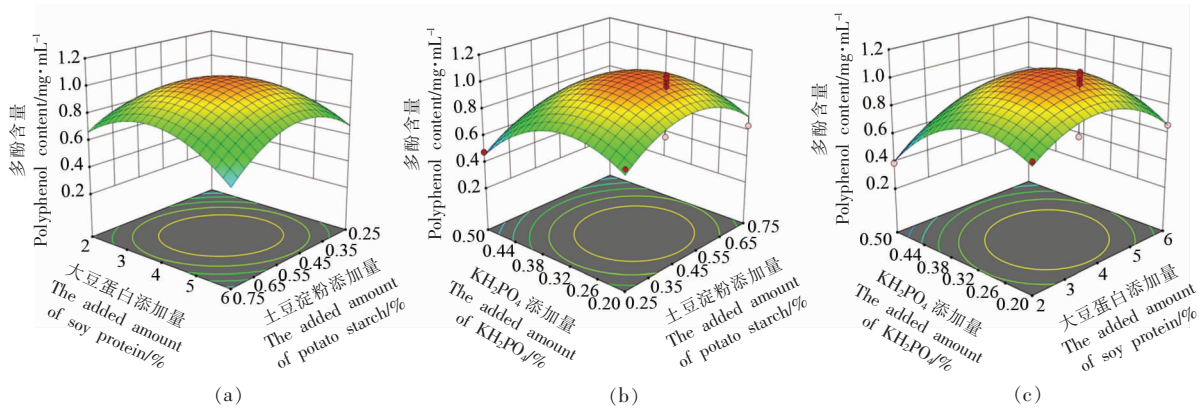 1.2
1.0
0.8
0.6
0.4
0.2
多酚含量
Polyphenol content/mg·mL⁻¹
2
3
4
5
6
0.75
0.65
0.55
0.45
0.35
0.25
大豆蛋白添加量
The added amount
of soy protein/%
土豆淀粉添加量
The added amount
of potato starch/%
(a)
1.2
1.0
0.8
0.6
0.4
0.2
多酚含量
Polyphenol content/mg·mL⁻¹
0.50
0.44
0.38
0.32
0.26
0.20
0.25
0.35
0.45
0.55
0.65
0.75
KH₂PO₄ 添加量
The added amount
of KH₂PO₄/%
土豆淀粉添加量
The added amount
of potato starch/%
(b)
1.2
1.0
0.8
0.6
0.4
0.2
多酚含量
Polyphenol content/mg·mL⁻¹
0.50
0.44
0.38
0.32
0.26
0.20
2
3
4
5
6
KH₂PO₄ 添加量
The added amount
of KH₂PO₄/%
大豆蛋白添加量
The added amount
of soy protein/%
(c)